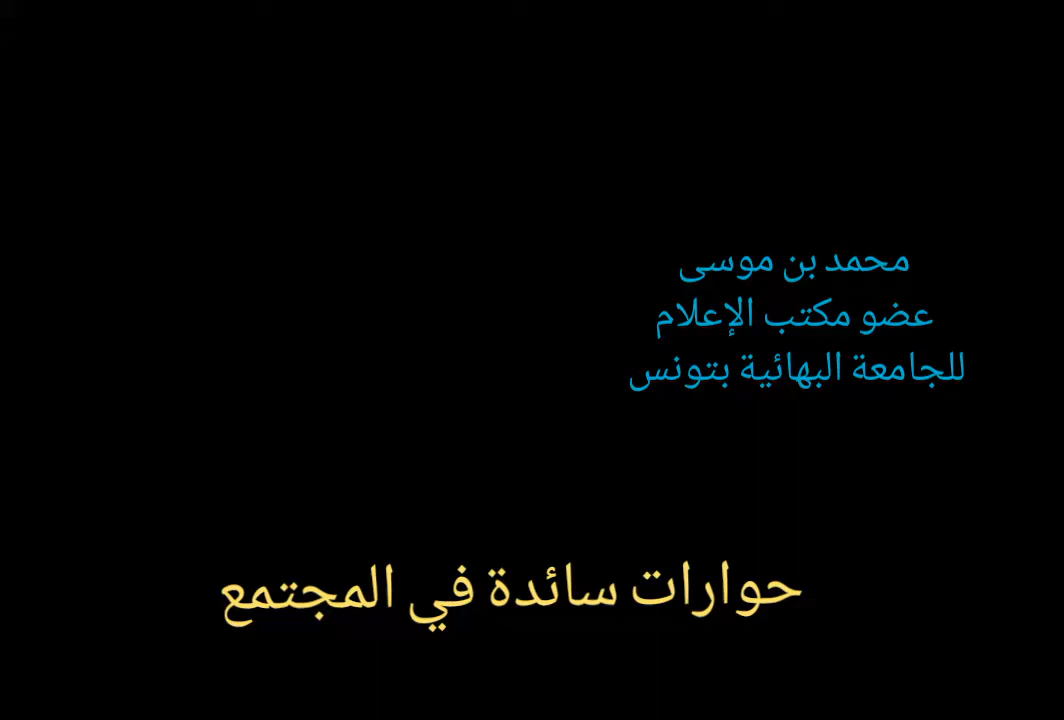 محمد بن موسى
عضو مكتب الإعلام
للجامعة البهائية بتونس
حوارات سائدة في المجتمع